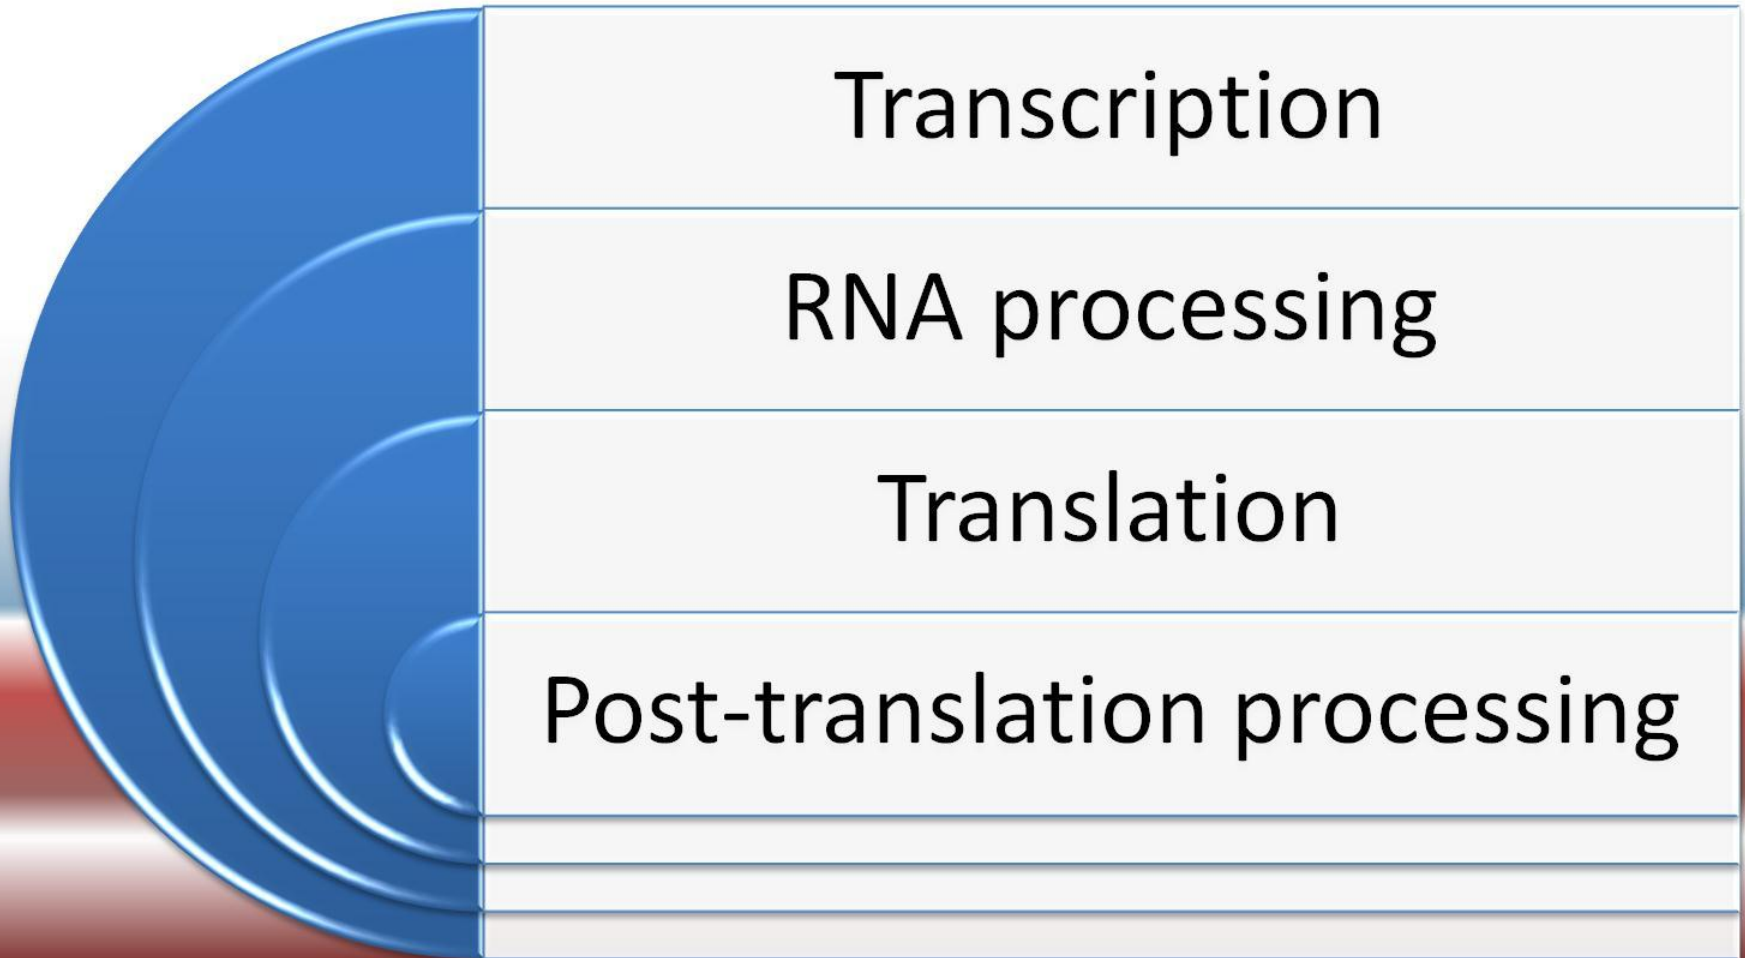 Transcription
RNA processing
Translation
Post-translation processing